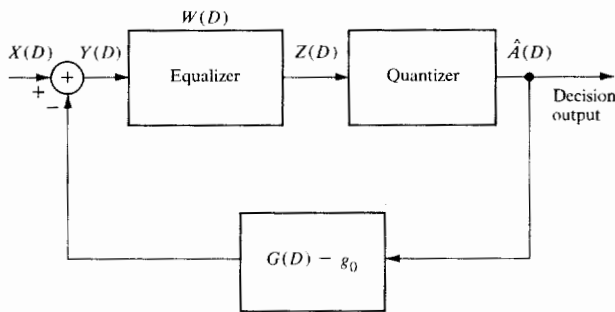 W(D)
X(D)
Y(D)
Equalizer
Z(D)
Quantizer
Â(D)
+
+
−
Decision
output
G(D) − g₀